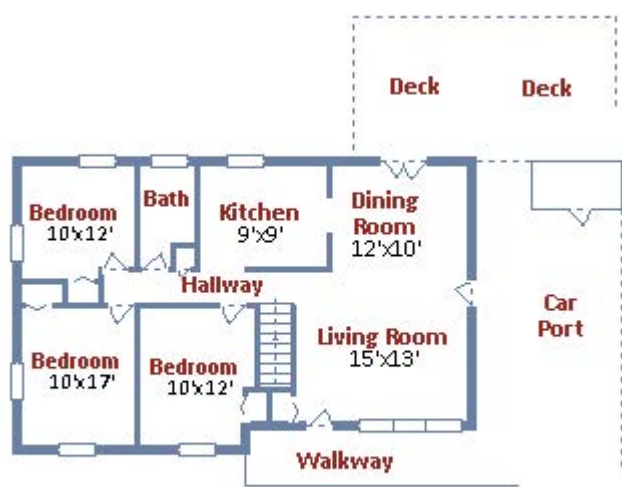 Deck
Deck
Bedroom
10'x12'
Bath
Kitchen
9'x9'
Dining
Room
12'x10'
Hallway
Car
Port
Living Room
15'x13'
Bedroom
10'x17'
Bedroom
10'x12'
Walkway